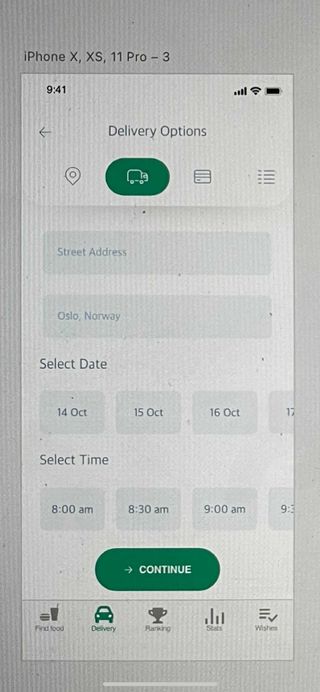 iPhone X, XS, 11 Pro – 3
9:41
Delivery Options
Street Address
Oslo, Norway
Select Date
14 Oct 15 Oct 16 Oct 17
Select Time
8:00 am 8:30 am 9:00 am 9:3
→ CONTINUE
Find food Delivery Ranking Stats Wishes